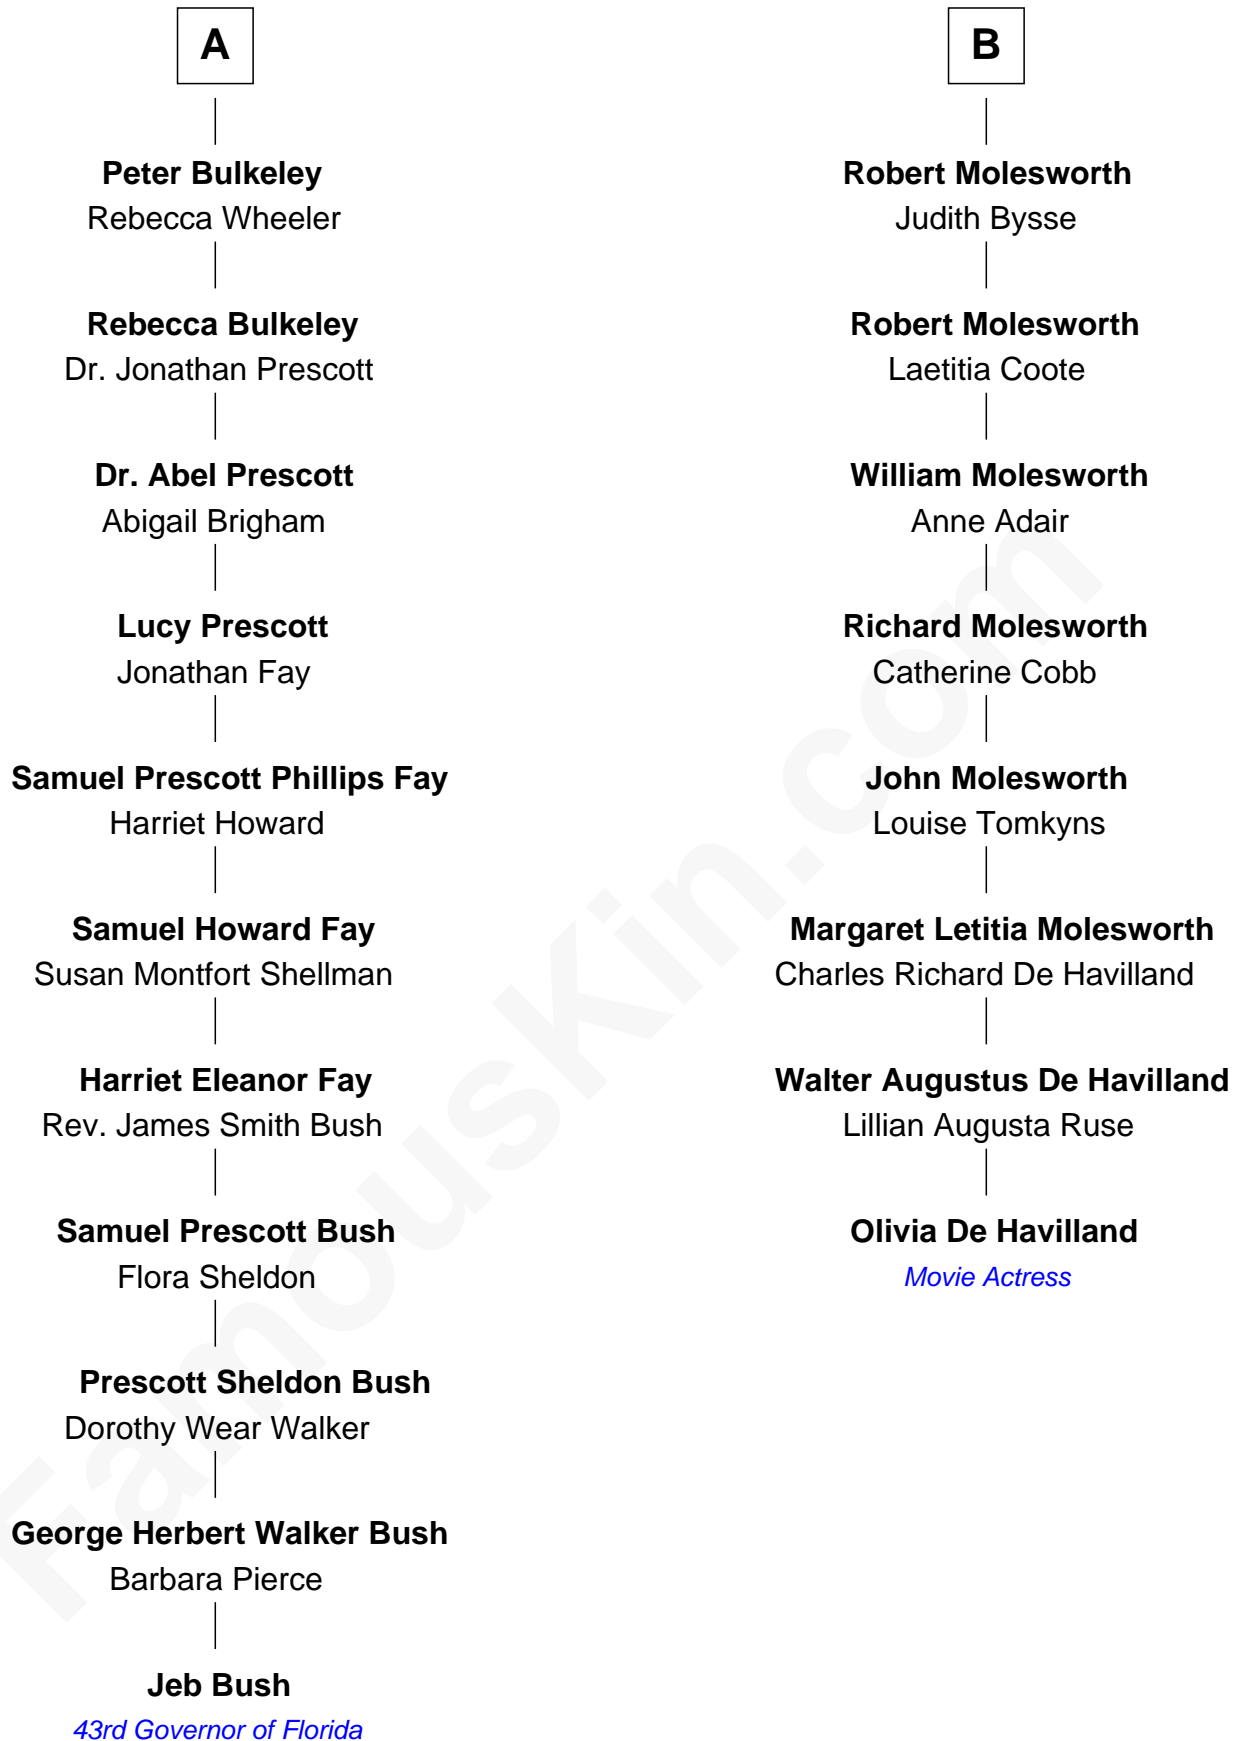 A
Peter Bulkeley
Rebecca Wheeler
Rebecca Bulkeley
Dr. Jonathan Prescott
Dr. Abel Prescott
Abigail Brigham
Lucy Prescott
Jonathan Fay
Samuel Prescott Phillips Fay
Harriet Howard
Samuel Howard Fay
Susan Montfort Shellman
Harriet Eleanor Fay
Rev. James Smith Bush
Samuel Prescott Bush
Flora Sheldon
Prescott Sheldon Bush
Dorothy Wear Walker
George Herbert Walker Bush
Barbara Pierce
Jeb Bush
43rd Governor of Florida
B
Robert Molesworth
Judith Bysse
Robert Molesworth
Laetitia Coote
William Molesworth
Anne Adair
Richard Molesworth
Catherine Cobb
John Molesworth
Louise Tomkyns
Margaret Letitia Molesworth
Charles Richard De Havilland
Walter Augustus De Havilland
Lillian Augusta Ruse
Olivia De Havilland
Movie Actress
FamousKin.com